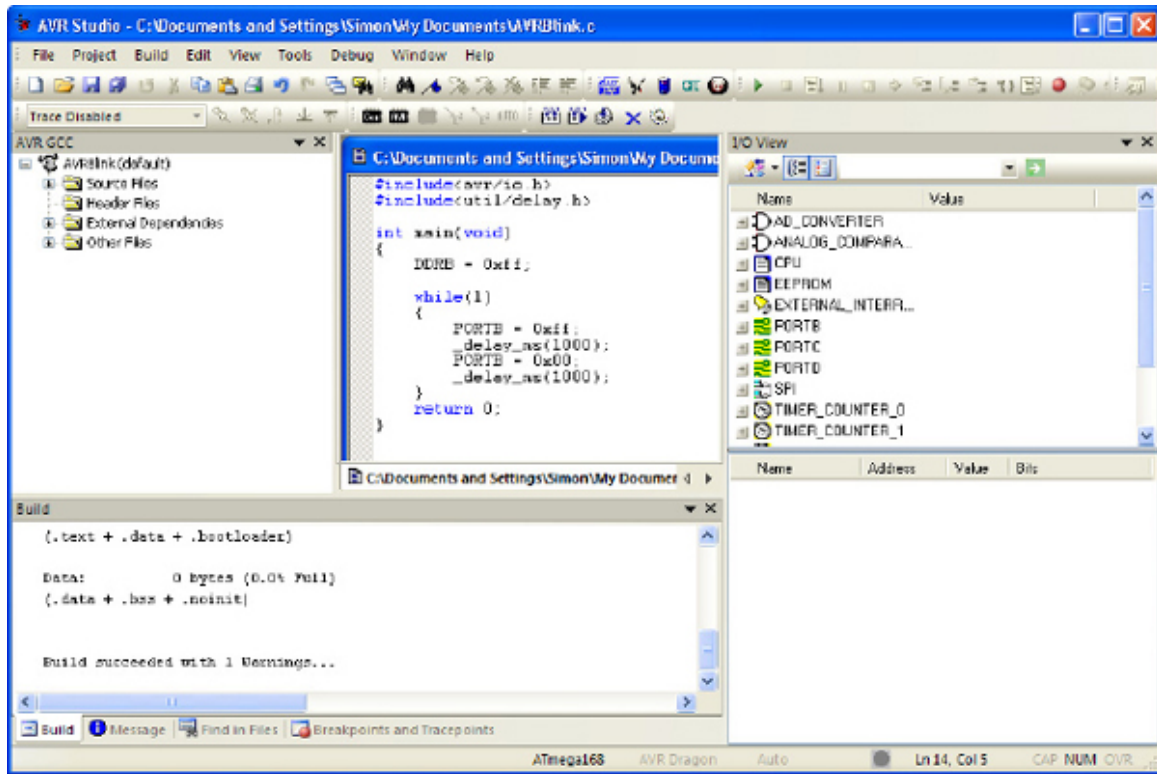 AVR Studio - C:\Documents and Settings\Simon\My Documents\AVRBlink.c
File Project Build Edit View Tools Debug Window Help
Trace Disabled
AVR GCC
AVRBlink (default)
Source Files
Header Files
External Dependencies
Other Files
C:\Documents and Settings\Simon\My Docume
#include<avr/io.h>
#include<util/delay.h>
int main(void)
{
DDRB = 0xff;
while(1)
{
PORTB = 0xff;
_delay_ms(1000);
PORTB = 0x00;
_delay_ms(1000);
}
return 0;
}
C:\Documents and Settings\Simon\My Documer
I/O View
Name Value
AD_CONVERTER
ANALOG_COMPARA...
CPU
EEPROM
EXTERNAL_INTERR...
PORTB
PORTC
PORTD
SPI
TIMER_COUNTER_0
TIMER_COUNTER_1
Name Address Value Bits
Build
(.text + .data + .bootloader)
Data: 0 bytes (0.0% Full)
(.data + .bss + .noinit)
Build succeeded with 1 Warnings...
Build Message Find in Files Breakpoints and Tracepoints
ATmega168 AVR Dragon Auto Ln 14, Col 5 CAP NUM OVR